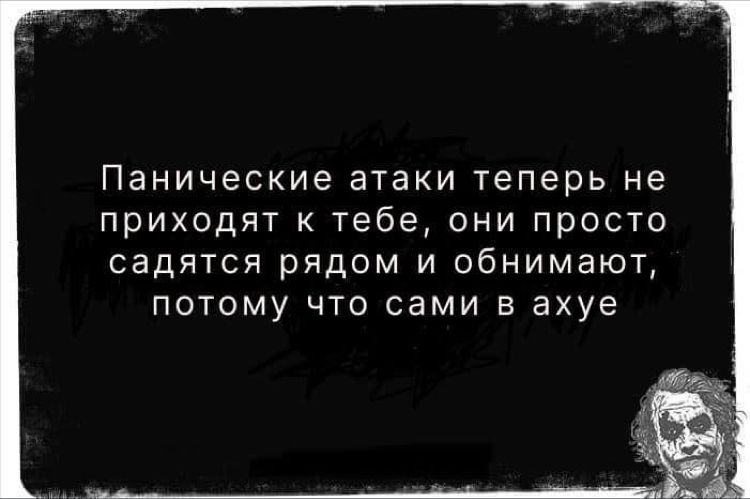 Панические атаки теперь не
приходят к тебе, они просто
садятся рядом и обнимают,
потому что сами в ахуе